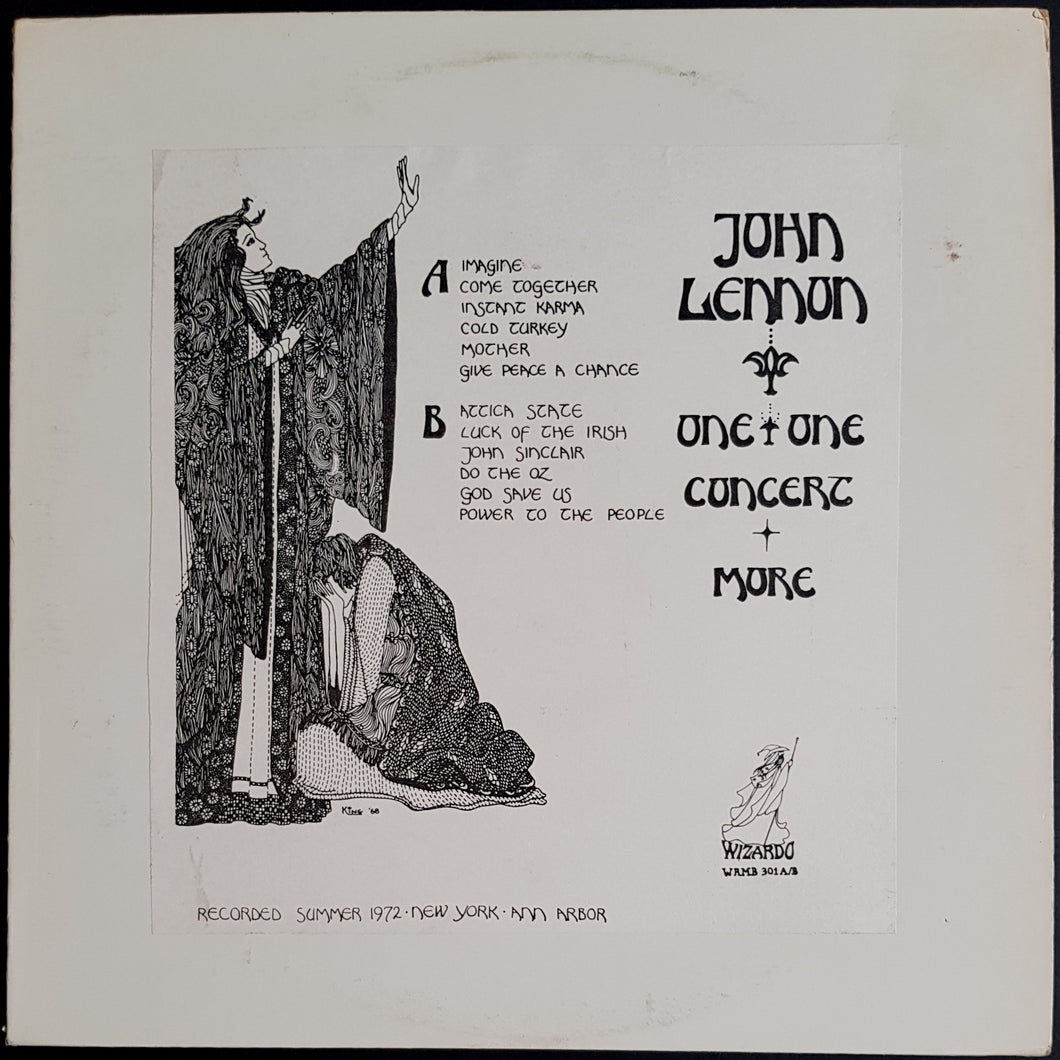 JOHN
LENNON
ONE ONE
CONCERT
MORE
A IMAGINE
COME TOGETHER
INSTANT KARMA
COLD TURKEY
MOTHER
GIVE PEACE A CHANCE
B ATTICA STATE
LUCK OF THE IRISH
JOHN SINCLAIR
DO THE OZ
GOD SAVE US
POWER TO THE PEOPLE
KING '68
WIZARDO
WRMB 301 A/B
RECORDED SUMMER 1972 · NEW YORK · ANN ARBOR